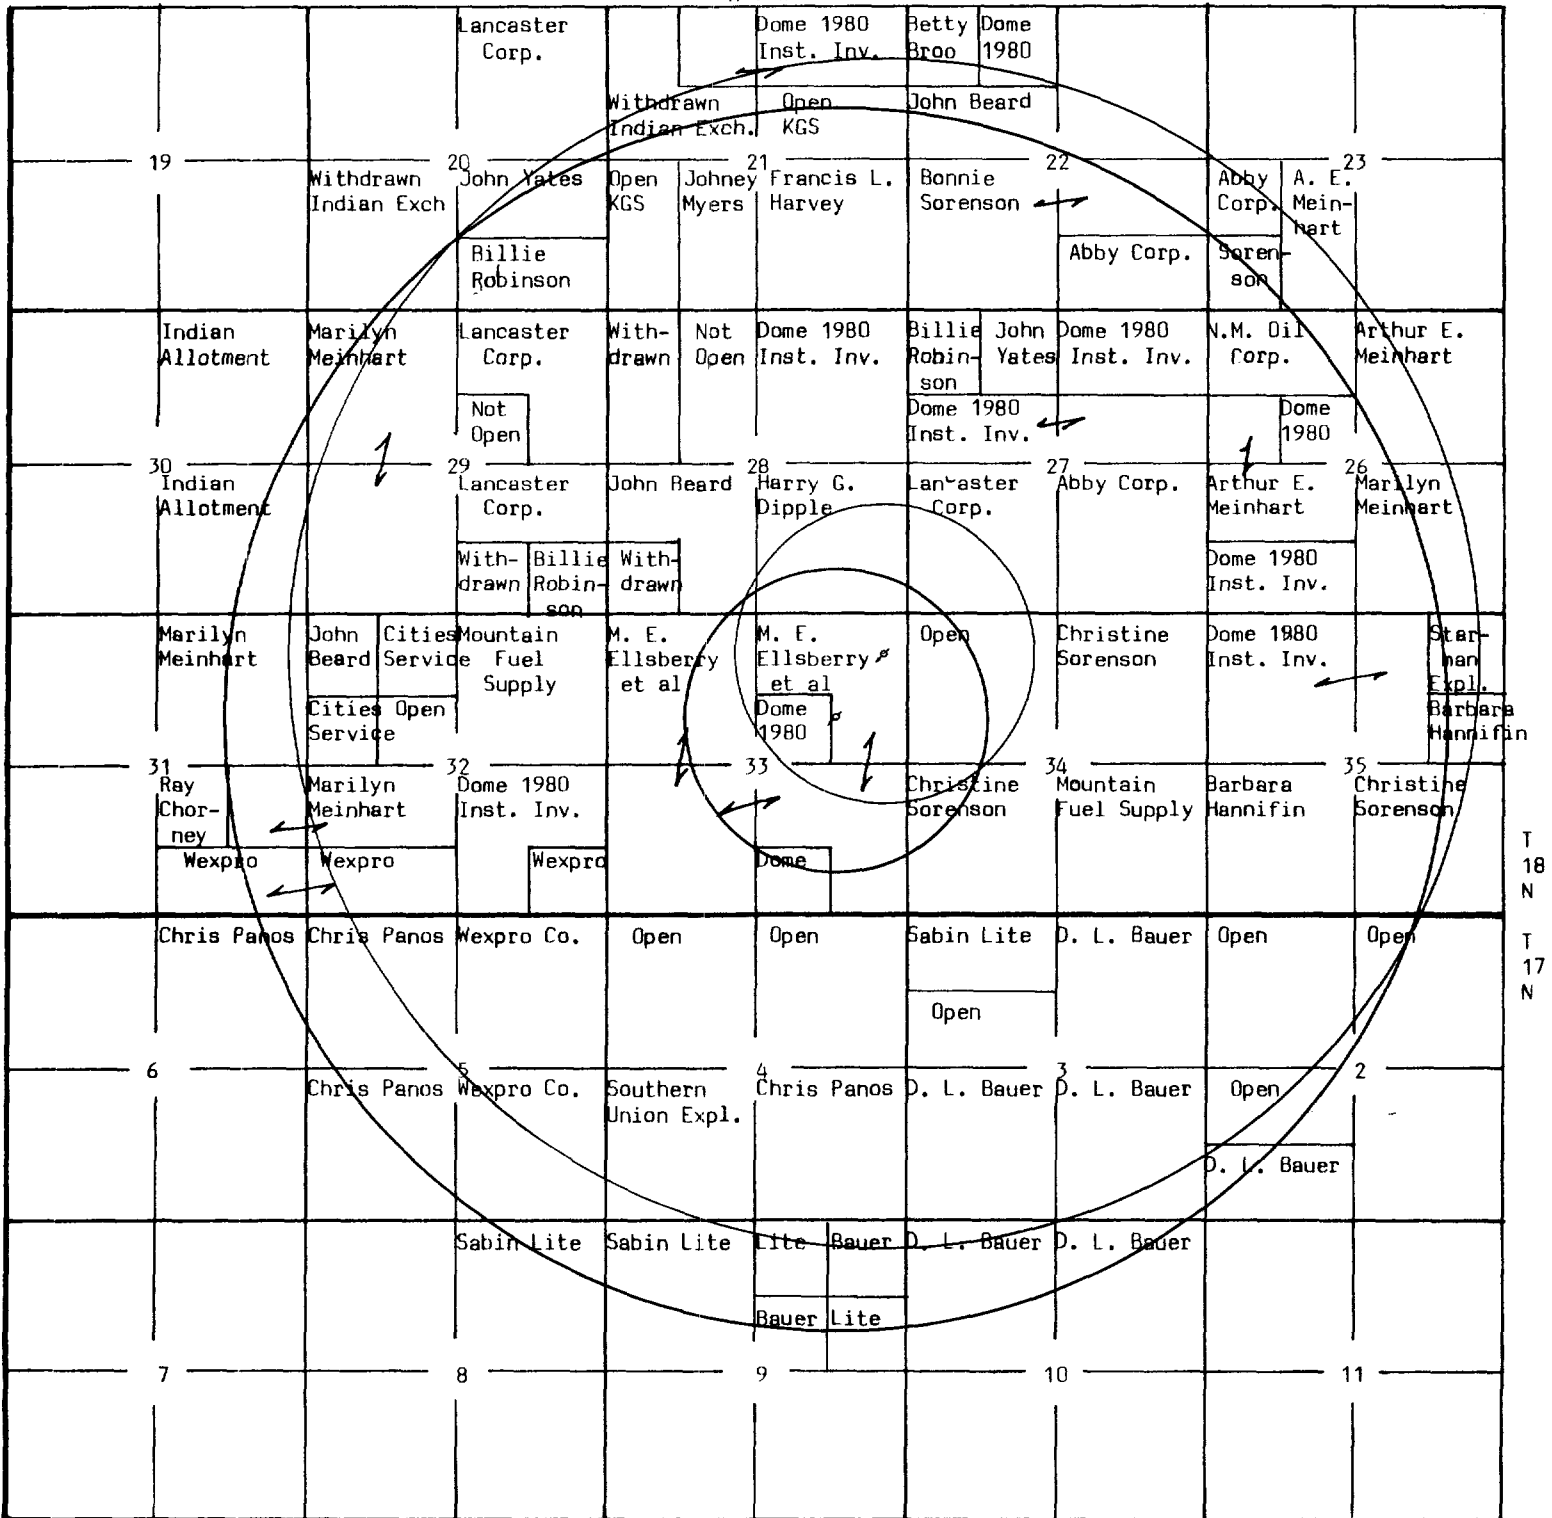 Lancaster
Corp.
Dome 1980
Inst. Inv.
Betty
Broo
Dome
1980
Withdrawn
Indian Exch.
Open
KGS
John Beard
19
20
21
22
23
Withdrawn
Indian Exch
John Yates
Open
KGS
Johney
Myers
Francis L.
Harvey
Bonnie
Sorenson
Abby
Corp.
A. E.
Mein-
hart
Billie
Robinson
Abby Corp.
Soren-
son
Indian
Allotment
Marilyn
Meinhart
Lancaster
Corp.
With-
drawn
Not
Open
Dome 1980
Inst. Inv.
Billie
Robin-
son
John
Yates
Dome 1980
Inst. Inv.
N.M. Oil
Corp.
Arthur E.
Meinhart
Not
Open
Dome 1980
Inst. Inv.
Dome
1980
30
29
28
27
26
Indian
Allotment
Lancaster
Corp.
John Beard
Harry G.
Dipple
Lancaster
Corp.
Abby Corp.
Arthur E.
Meinhart
Marilyn
Meinhart
With-
drawn
Billie
Robin-
son
With-
drawn
Dome 1980
Inst. Inv.
Marilyn
Meinhart
John
Beard
Cities
Service
Mountain
Fuel
Supply
M. E.
Ellsberry
et al
M. E.
Ellsberry
et al
Open
Christine
Sorenson
Dome 1980
Inst. Inv.
Star-
man
Expl.
Cities
Service
Open
Dome
1980
Barbara
Hannifin
31
32
33
34
35
Ray
Chor-
ney
Marilyn
Meinhart
Dome 1980
Inst. Inv.
Christine
Sorenson
Mountain
Fuel Supply
Barbara
Hannifin
Christine
Sorenson
Wexpro
Wexpro
Wexpro
Dome
T
18
N
Chris Panos
Chris Panos
Wexpro Co.
Open
Open
Sabin Lite
D. L. Bauer
Open
Open
T
17
N
Open
6
5
4
3
2
Chris Panos
Wexpro Co.
Southern
Union Expl.
Chris Panos
D. L. Bauer
D. L. Bauer
Open
D. L. Bauer
Sabin Lite
Sabin Lite
Lite
Bauer
D. L. Bauer
D. L. Bauer
Bauer
Lite
7
8
9
10
11